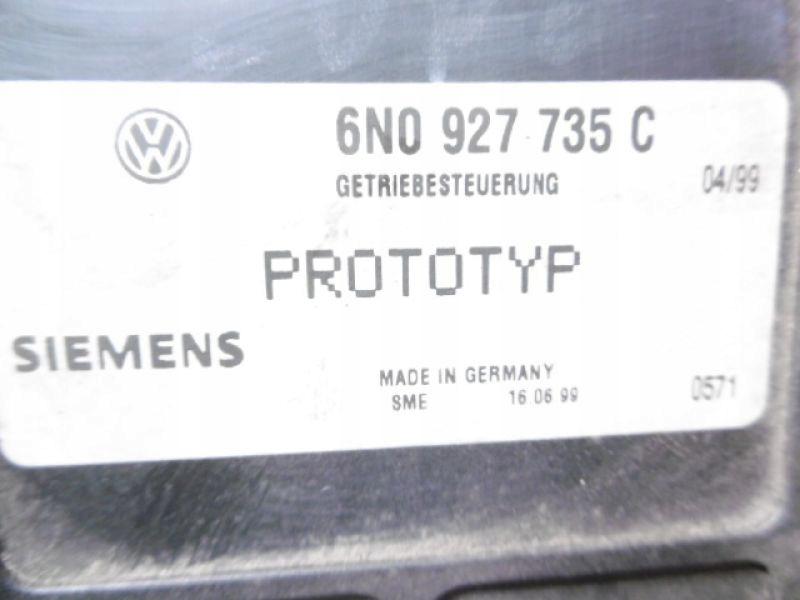 6N0 927 735 C
GETRIEBESTEUERUNG 04/99
PROTOTYP
SIEMENS
MADE IN GERMANY
SME 16 06 99 0571